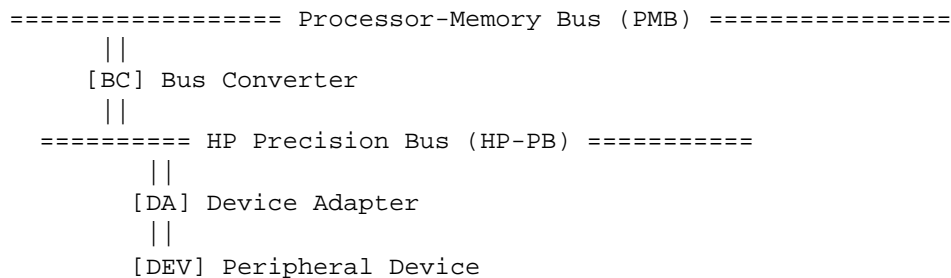 ================== Processor-Memory Bus (PMB) ================
||
[BC] Bus Converter
||
========== HP Precision Bus (HP-PB) ===========
||
[DA] Device Adapter
||
[DEV] Peripheral Device